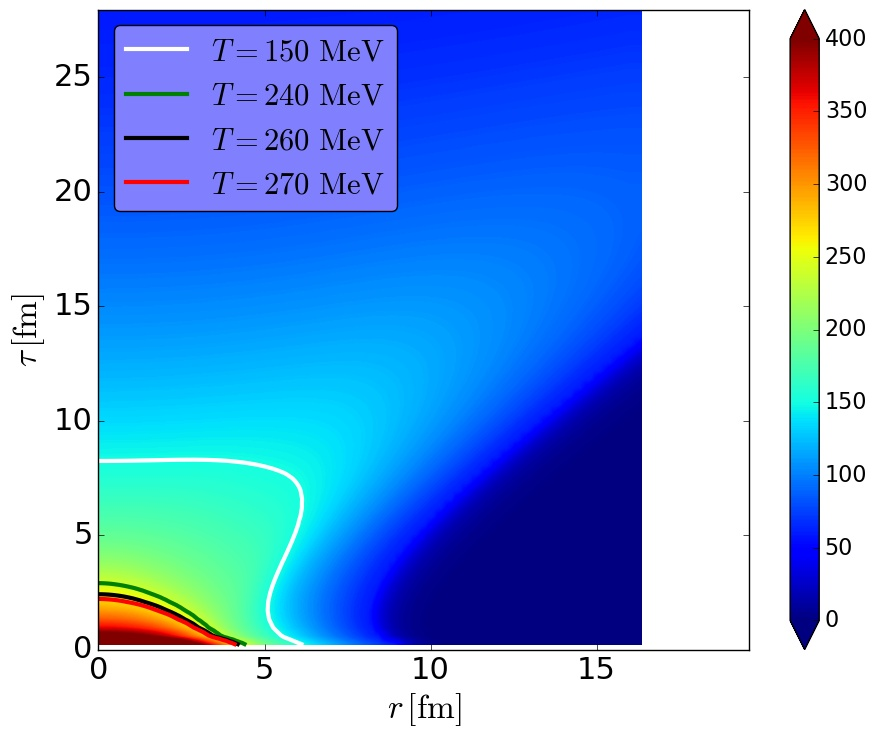 T = 150 MeV
T = 240 MeV
T = 260 MeV
T = 270 MeV
25
20
15
10
5
0
τ [fm]
0 5 10 15
r [fm]
400
350
300
250
200
150
100
50
0